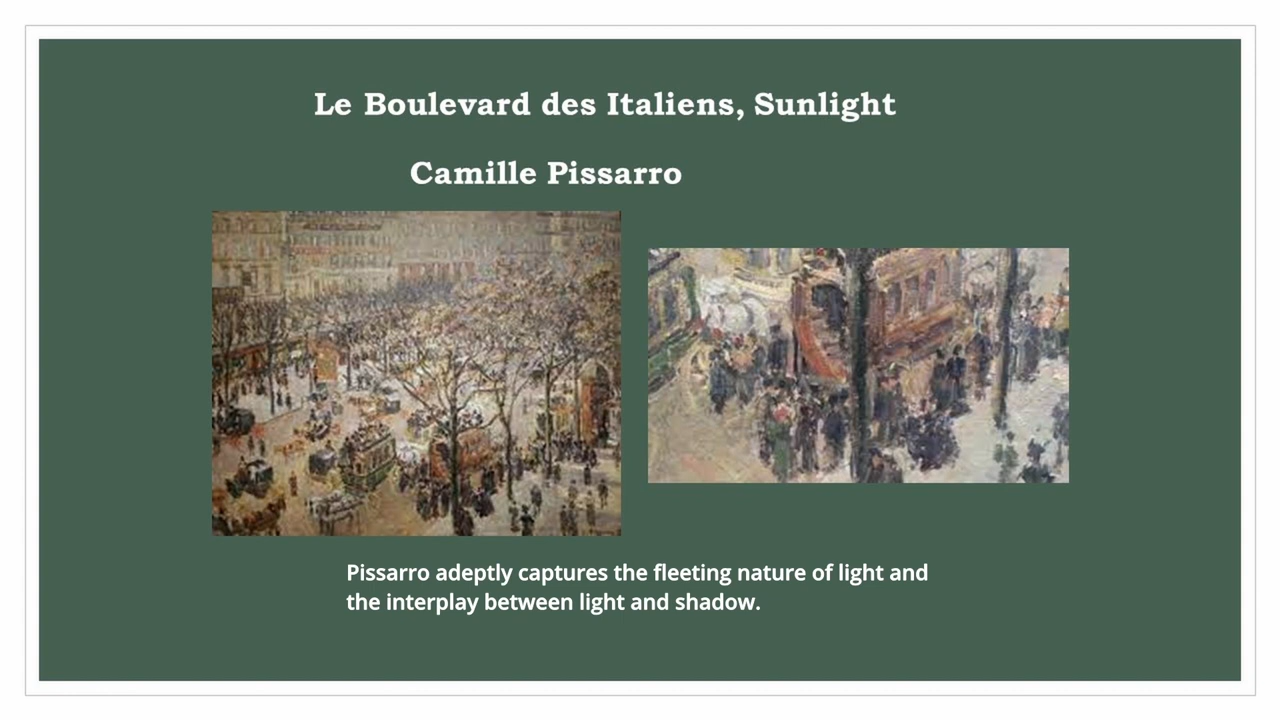 Le Boulevard des Italiens, Sunlight
Camille Pissarro
Pissarro adeptly captures the fleeting nature of light and
the interplay between light and shadow.